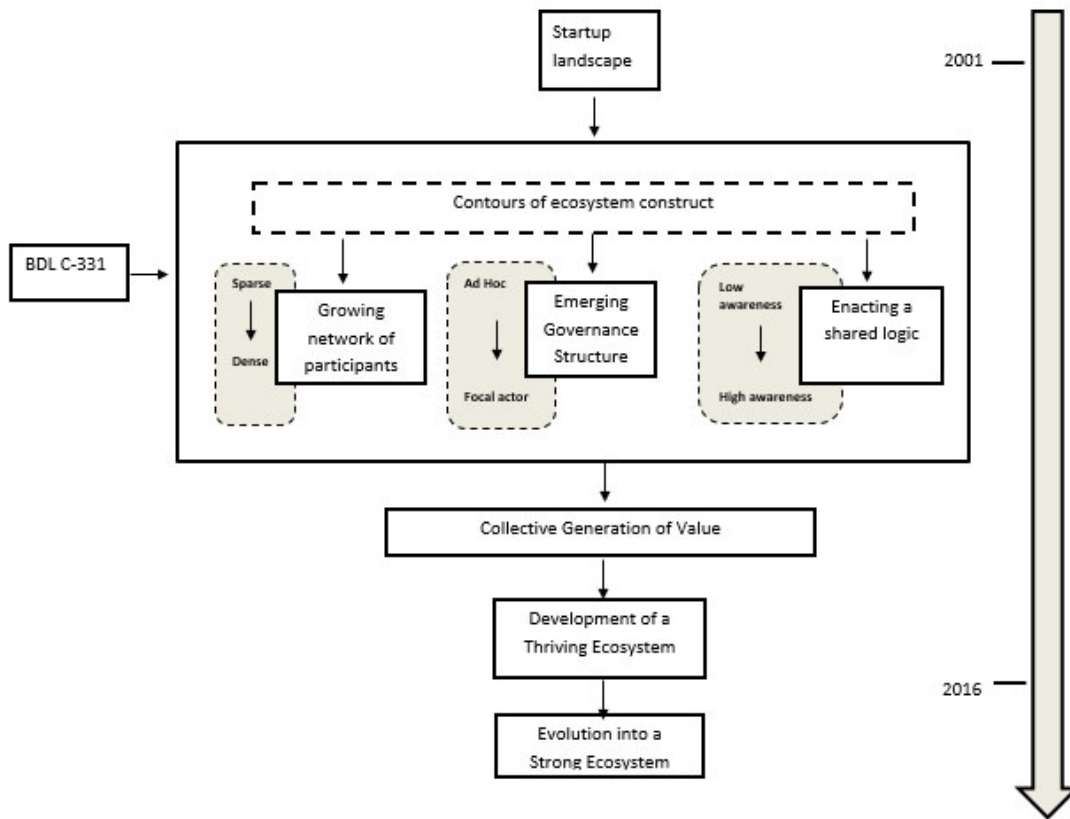 Startup
landscape
2001
Contours of ecosystem construct
BDL C-331
Sparse
Dense
Growing
network of
participants
Ad Hoc
Focal actor
Emerging
Governance
Structure
Low
awareness
High awareness
Enacting a
shared logic
Collective Generation of Value
Development of a
Thriving Ecosystem
2016
Evolution into a
Strong Ecosystem